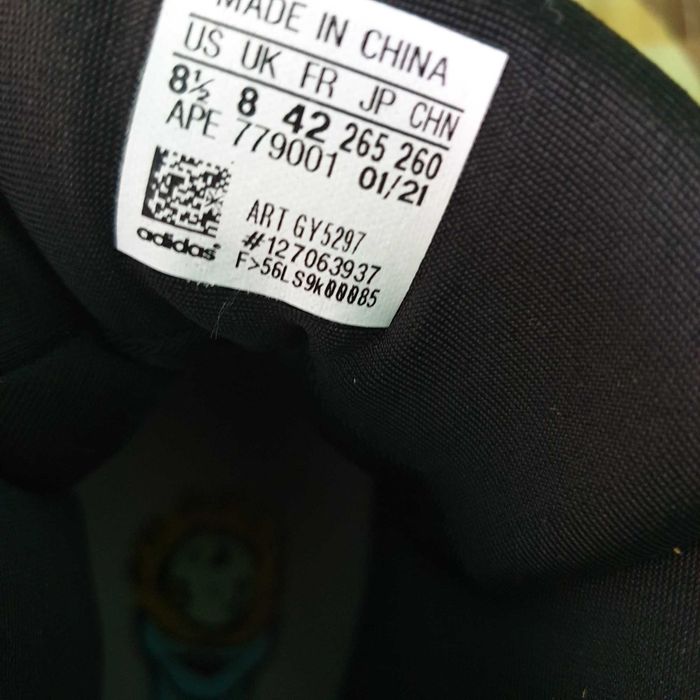 MADE IN CHINA
US UK FR JP CHN
8½ 8 42 265 260
APE 779001 01/21
ART GY5297
#127063937
F>56LS9k00085
adidas